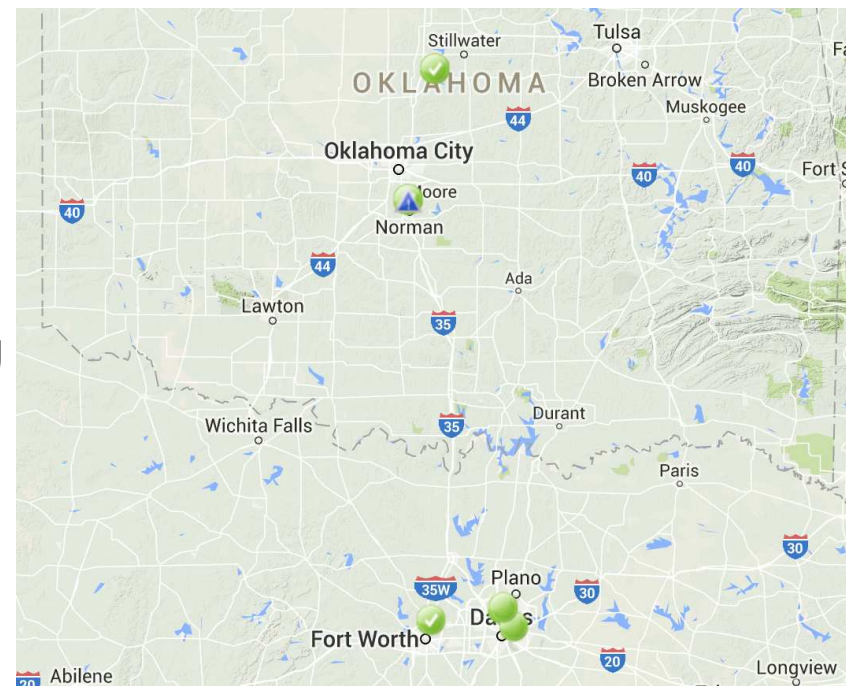 Stillwater
Tulsa
OKLAHOMA
Broken Arrow
Muskogee
44
Oklahoma City
40
40
Fort S
40
Norman
44
Ada
Lawton
35
Durant
Wichita Falls
35
Paris
30
Plano
35W
30
Fort Worth
20
Longview
20
Abilene